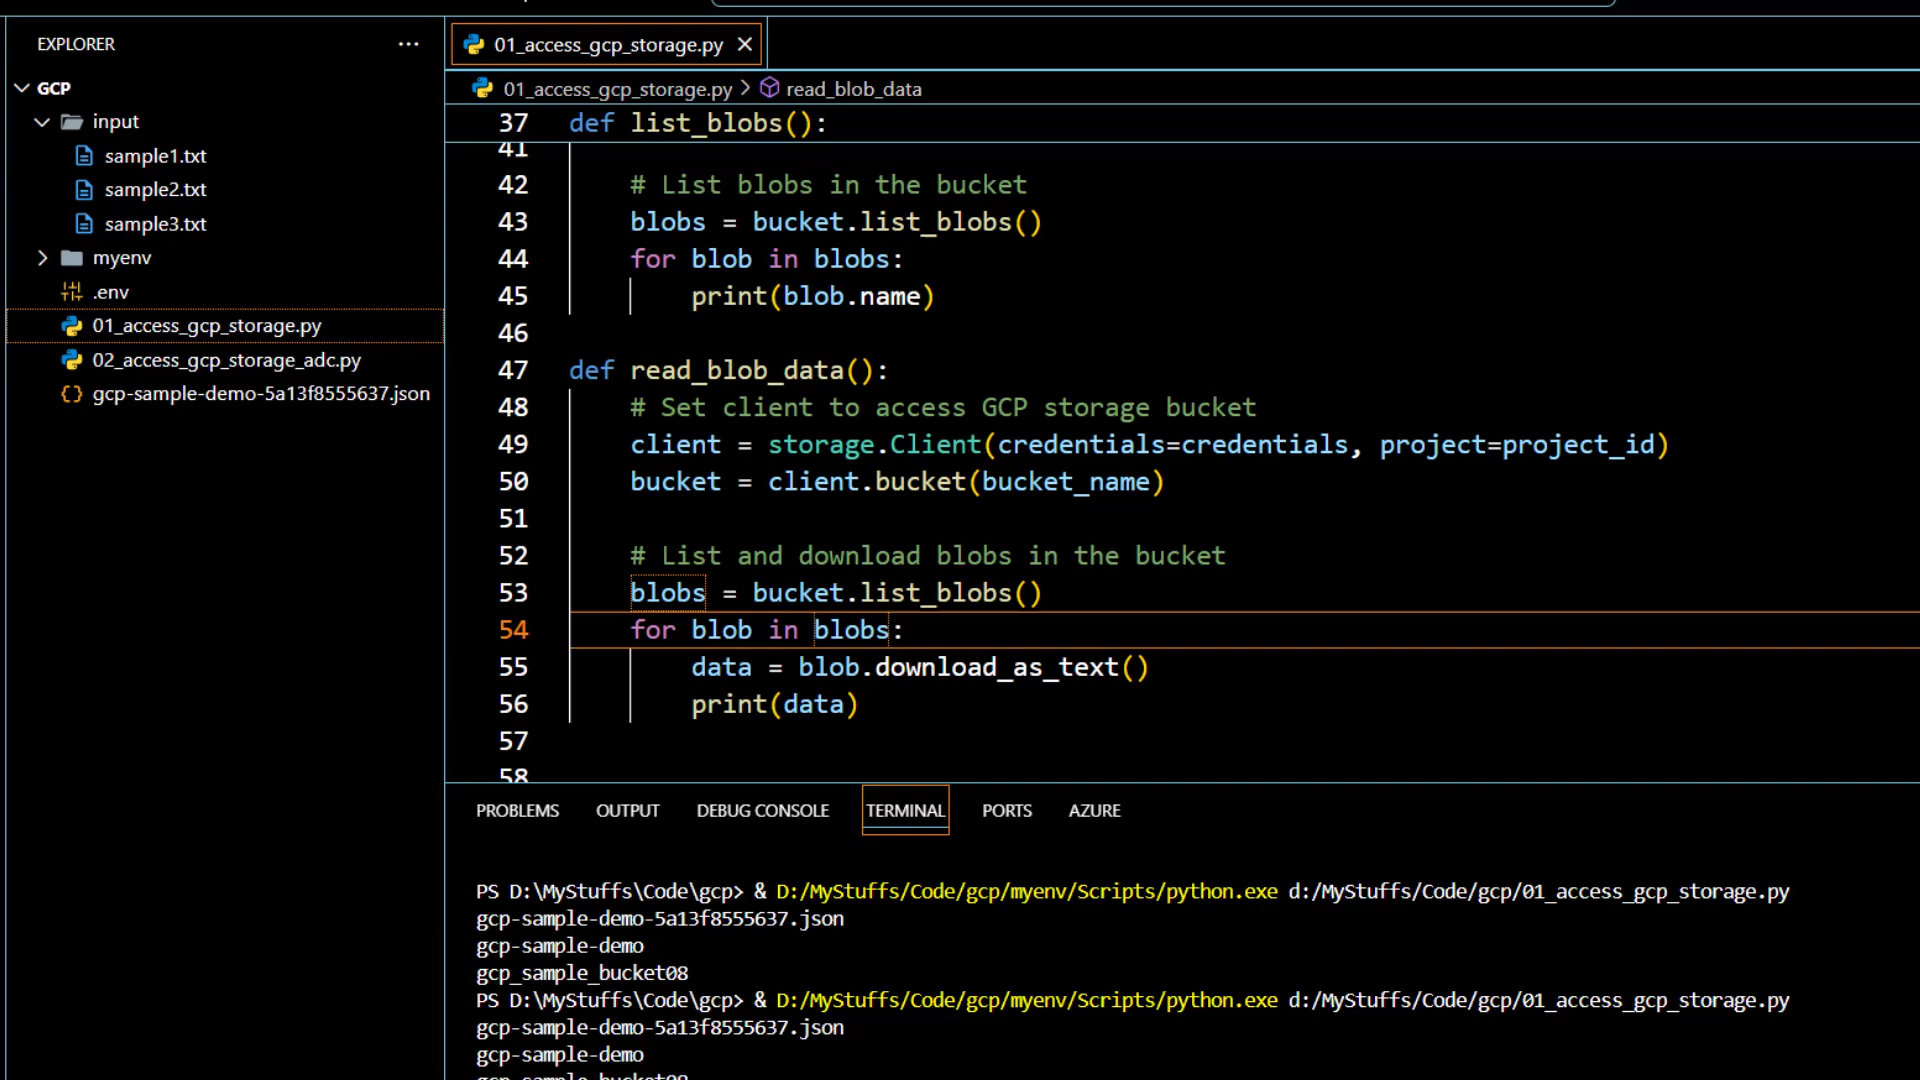 EXPLORER
GCP
input
sample1.txt
sample2.txt
sample3.txt
myenv
.env
01_access_gcp_storage.py
02_access_gcp_storage_adc.py
gcp-sample-demo-5a13f8555637.json
01_access_gcp_storage.py
01_access_gcp_storage.py > read_blob_data
37 def list_blobs():
41
42 # List blobs in the bucket
43 blobs = bucket.list_blobs()
44 for blob in blobs:
45 print(blob.name)
46
47 def read_blob_data():
48 # Set client to access GCP storage bucket
49 client = storage.Client(credentials=credentials, project=project_id)
50 bucket = client.bucket(bucket_name)
51
52 # List and download blobs in the bucket
53 blobs = bucket.list_blobs()
54 for blob in blobs:
55 data = blob.download_as_text()
56 print(data)
57
58
PROBLEMS OUTPUT DEBUG CONSOLE TERMINAL PORTS AZURE
PS D:\MyStuffs\Code\gcp> & D:/MyStuffs/Code/gcp/myenv/Scripts/python.exe d:/MyStuffs/Code/gcp/01_access_gcp_storage.py
gcp-sample-demo-5a13f8555637.json
gcp-sample-demo
gcp_sample_bucket08
PS D:\MyStuffs\Code\gcp> & D:/MyStuffs/Code/gcp/myenv/Scripts/python.exe d:/MyStuffs/Code/gcp/01_access_gcp_storage.py
gcp-sample-demo-5a13f8555637.json
gcp-sample-demo
gcp_sample_bucket08